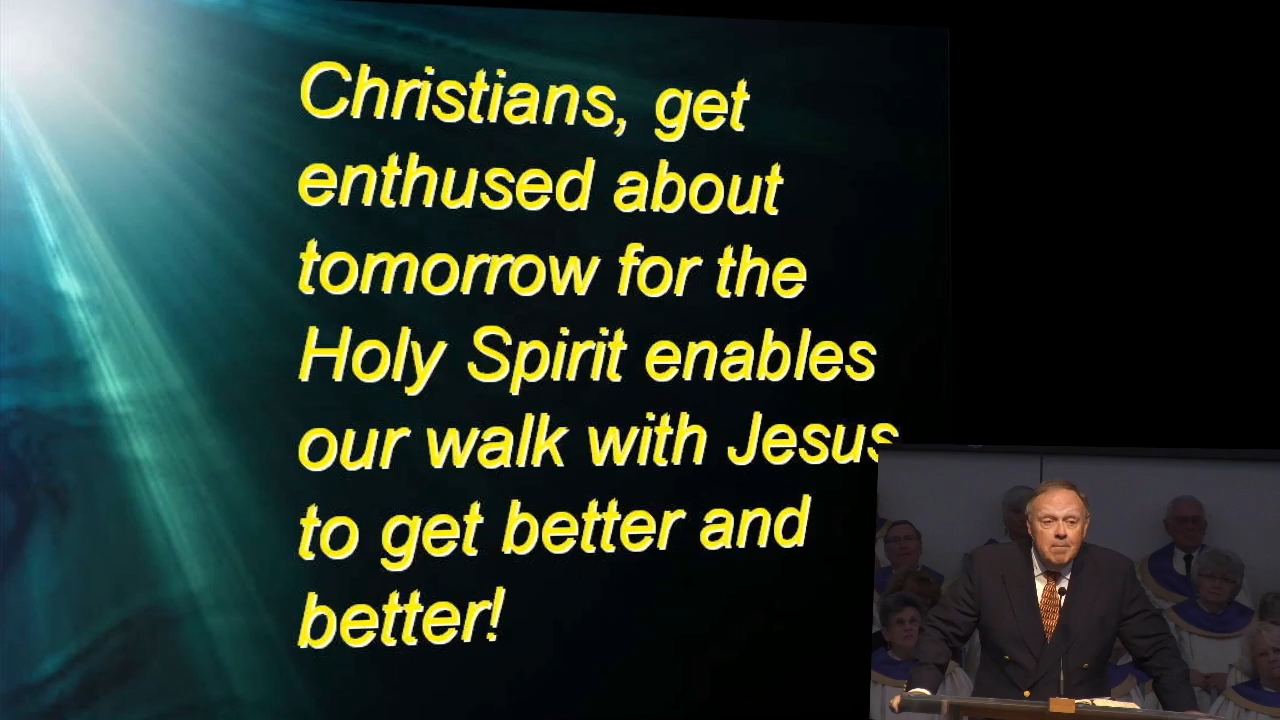 Christians, get
enthused about
tomorrow for the
Holy Spirit enables
our walk with Jesus
to get better and
better!